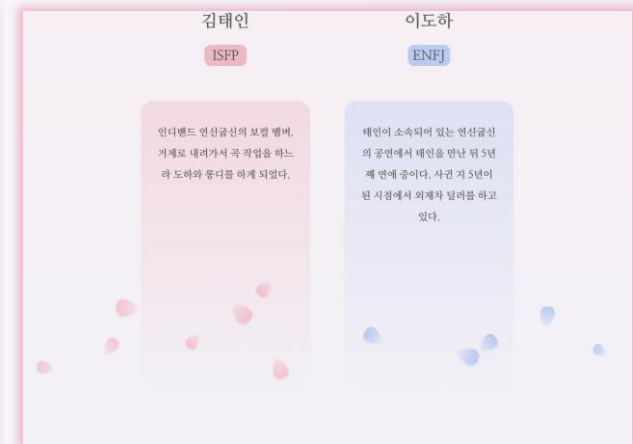 김태인
이도하
ISFP
ENFJ
인디밴드 연신굽신의 보컬 멤버.
거제로 내려가서 곡 작업을 하느
라 도하와 롱디를 하게 되었다.
태인이 소속되어 있는 연신굽신
의 공연에서 태인을 만난 뒤 5년
째 연애 중이다. 사귄 지 5년이
된 시점에서 외제차 딜러를 하고
있다.